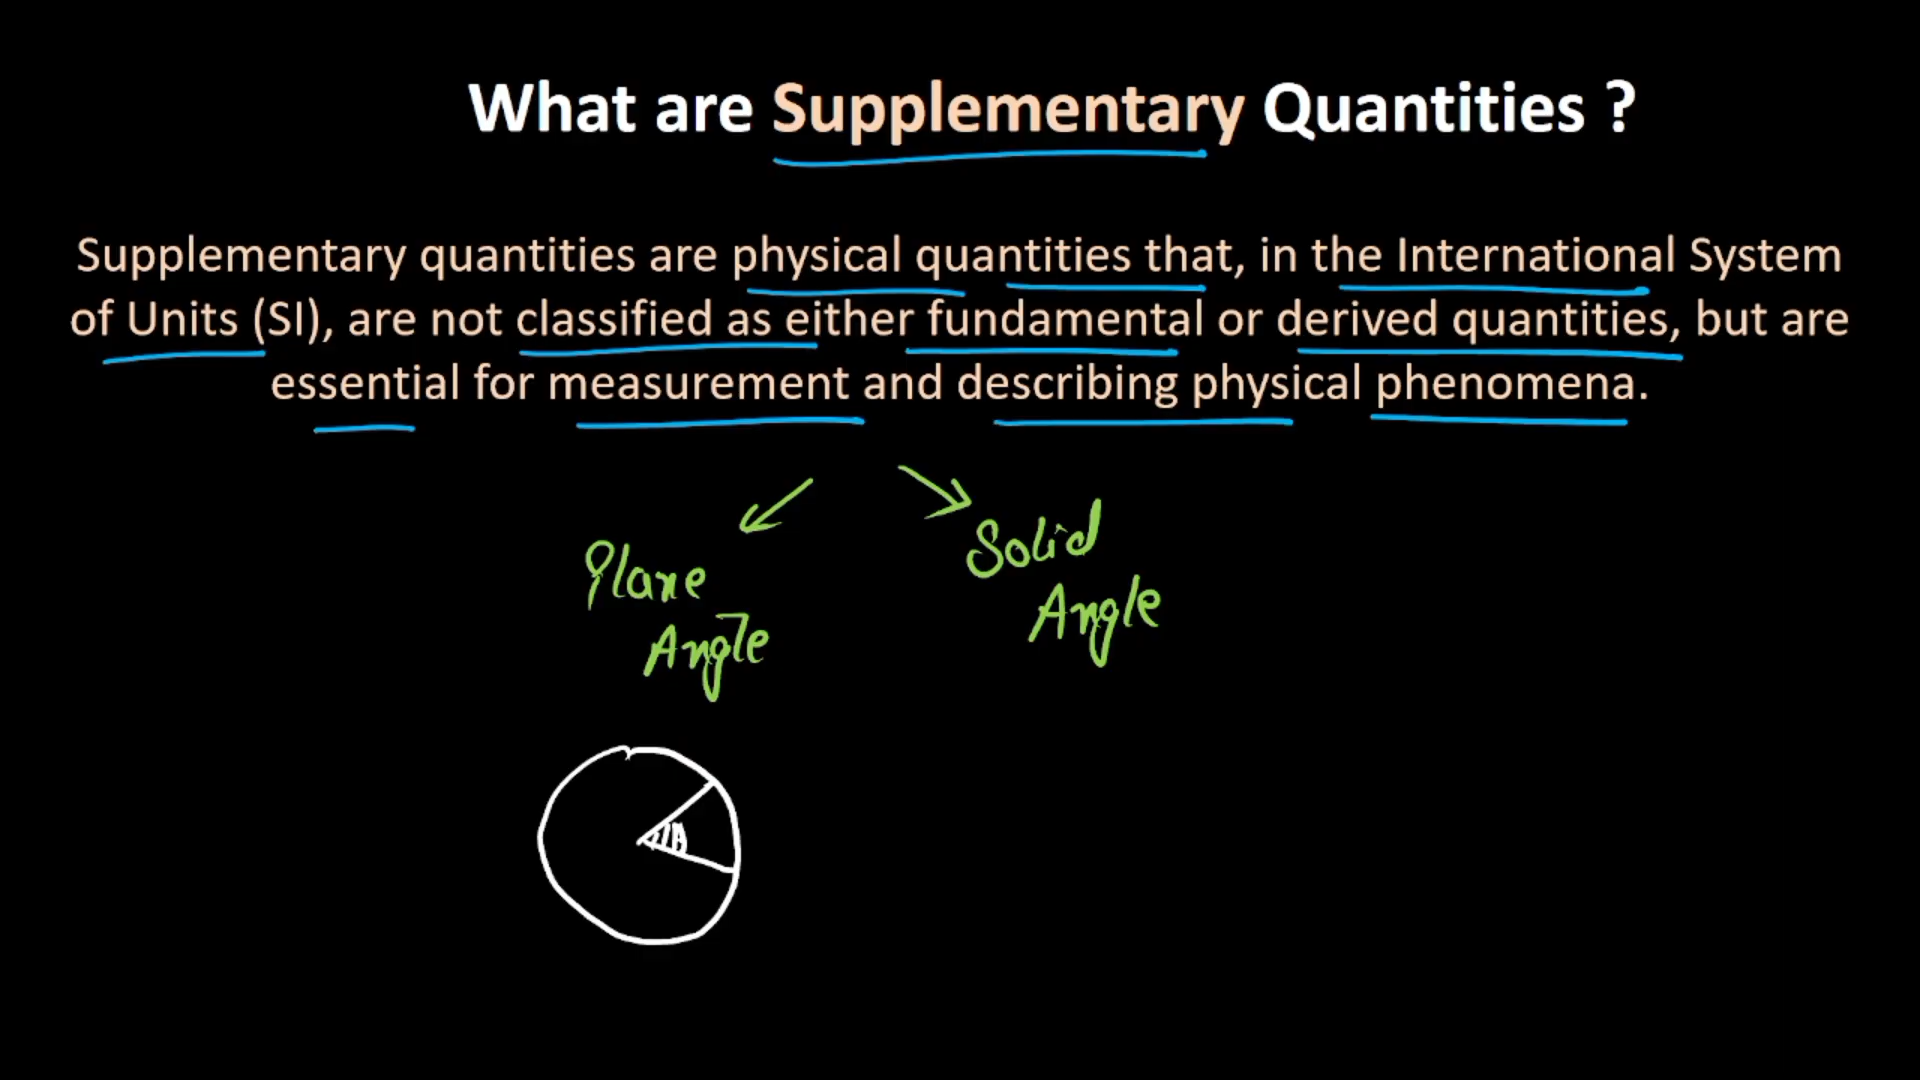 What are Supplementary Quantities ?
Supplementary quantities are physical quantities that, in the International System
of Units (SI), are not classified as either fundamental or derived quantities, but are
essential for measurement and describing physical phenomena.
Plane
Angle
Solid
Angle